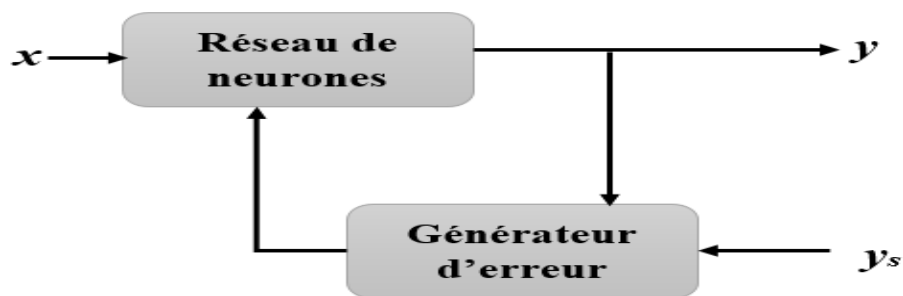 x
Réseau de
neurones
y
Générateur
d'erreur
ys